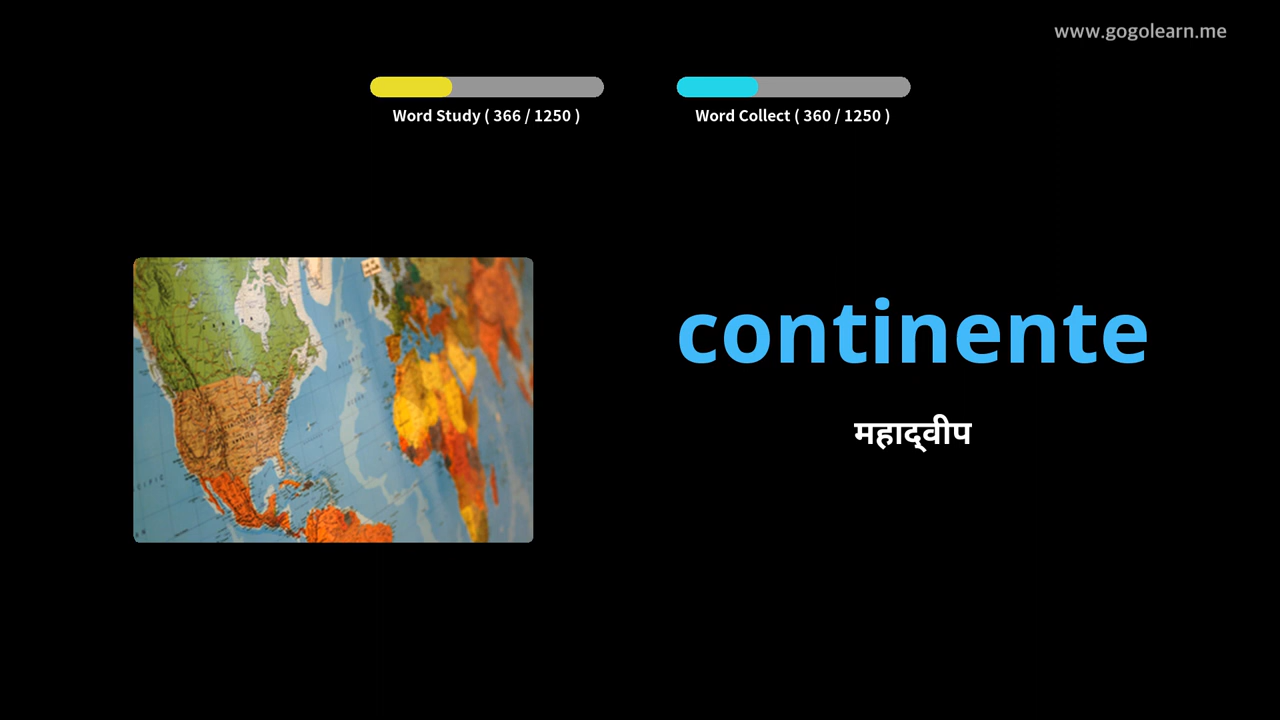 www.gogolearn.me
Word Study ( 366 / 1250 )
Word Collect ( 360 / 1250 )
continente
महाद्‌वीप